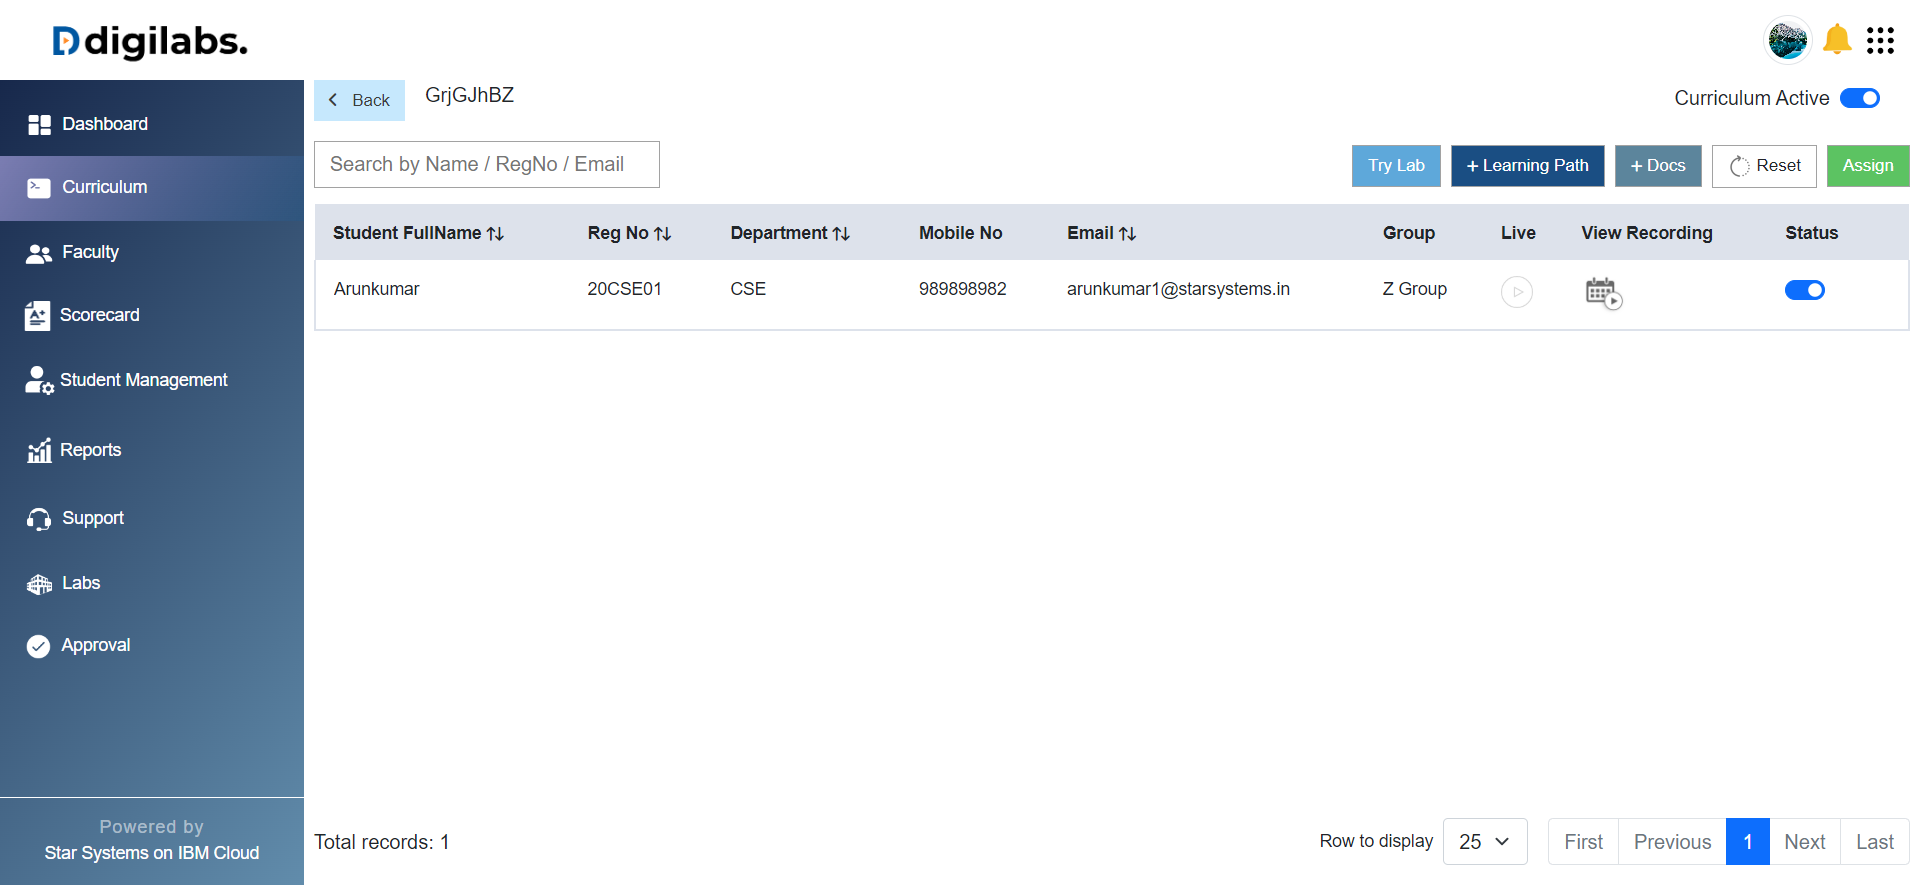 digilabs.
Dashboard
Curriculum
Faculty
Scorecard
Student Management
Reports
Support
Labs
Approval
Powered by
Star Systems on IBM Cloud
Back
GrjGJhBZ
Curriculum Active
Search by Name / RegNo / Email
Try Lab
+ Learning Path
+ Docs
Reset
Assign
Student FullName Reg No Department Mobile No Email Group Live View Recording Status
Arunkumar 20CSE01 CSE 989898982 arunkumar1@starsystems.in Z Group
Total records: 1
Row to display 25
First Previous 1 Next Last